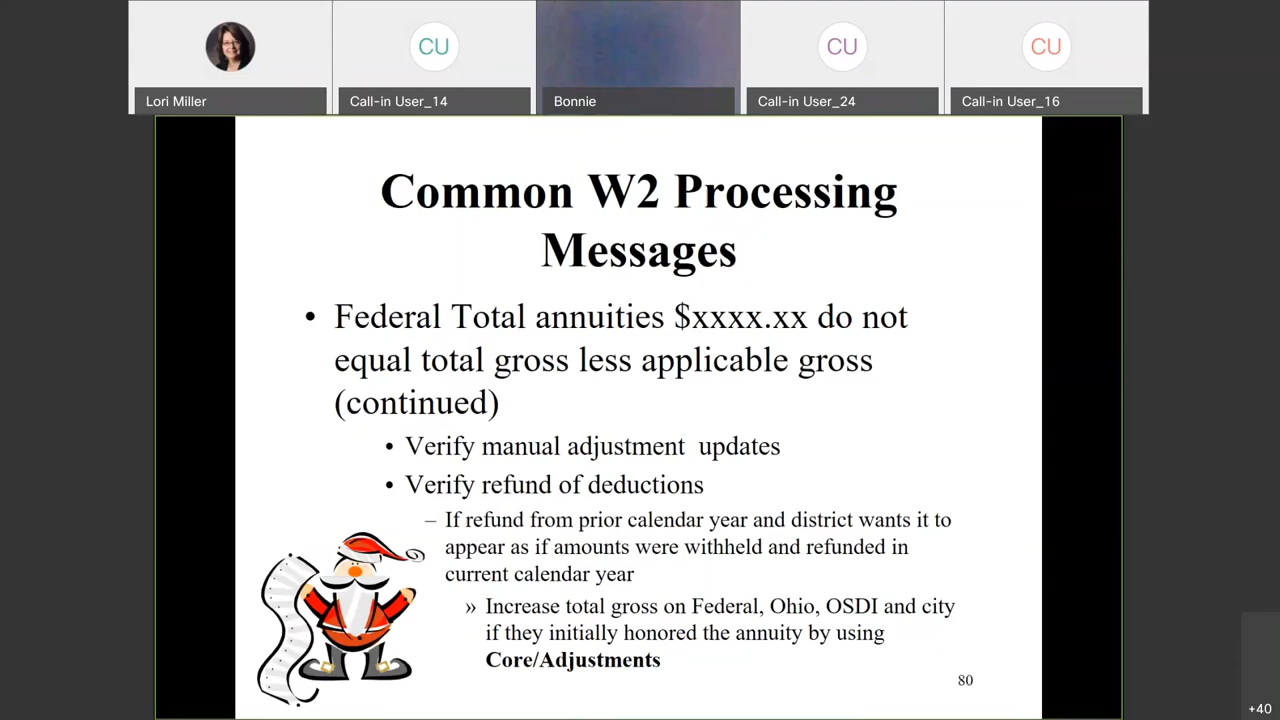 CU
CU
CU
Lori Miller
Call-in User_14
Bonnie
Call-in User_24
Call-in User_16
Common W2 Processing
Messages
• Federal Total annuities $xxxx.xx do not
equal total gross less applicable gross
(continued)
• Verify manual adjustment  updates
• Verify refund of deductions
– If refund from prior calendar year and district wants it to
appear as if amounts were withheld and refunded in
current calendar year
» Increase total gross on Federal, Ohio, OSDI and city
if they initially honored the annuity by using
Core/Adjustments
80
+40